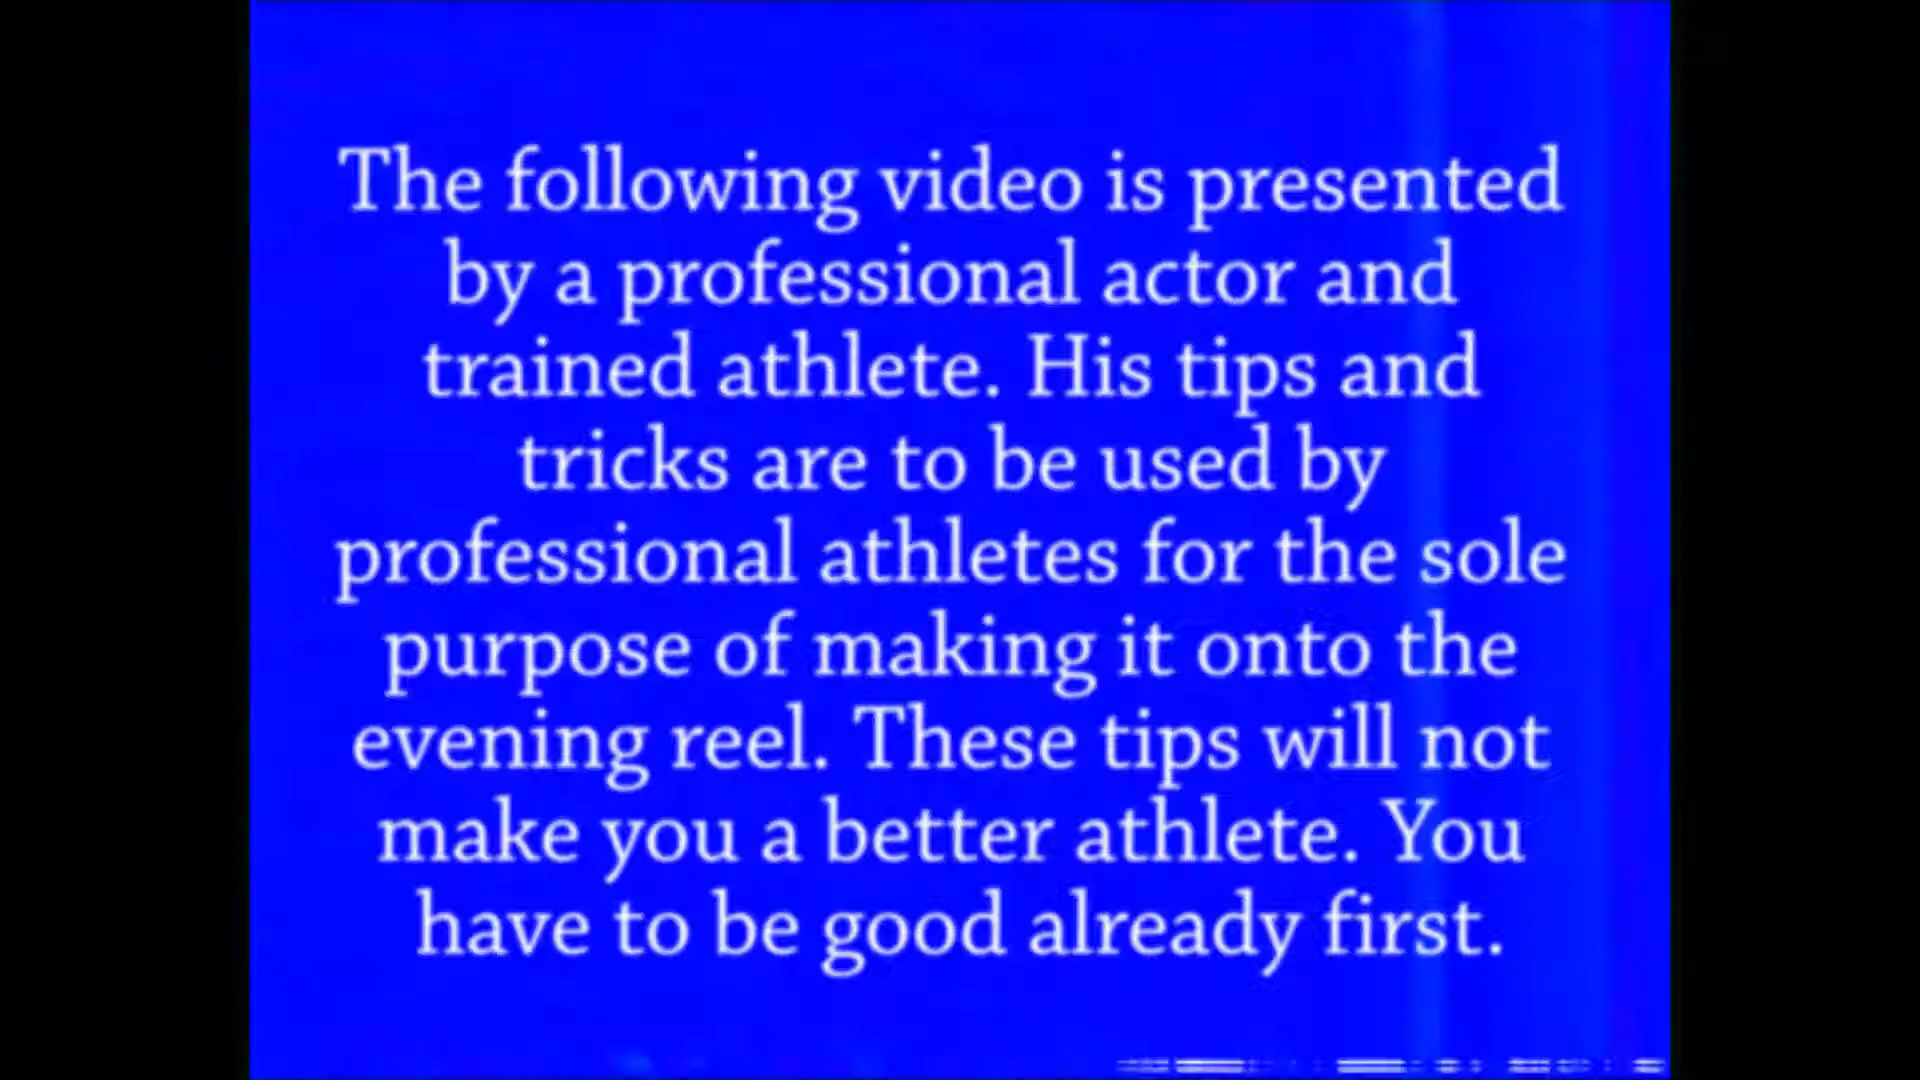 The following video is presented
by a professional actor and
trained athlete. His tips and
tricks are to be used by
professional athletes for the sole
purpose of making it onto the
evening reel. These tips will not
make you a better athlete. You
have to be good already first.